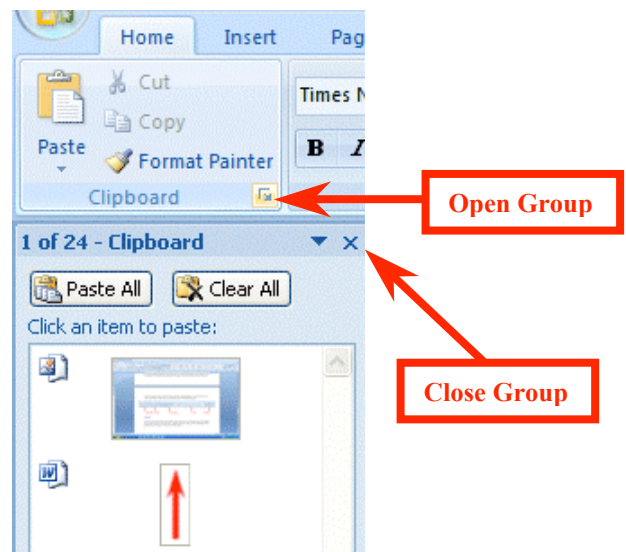 Home Insert Pag
Cut
Times N
Copy
Paste
B I
Format Painter
Clipboard
Open Group
1 of 24 - Clipboard
Paste All Clear All
Click an item to paste:
Close Group
W